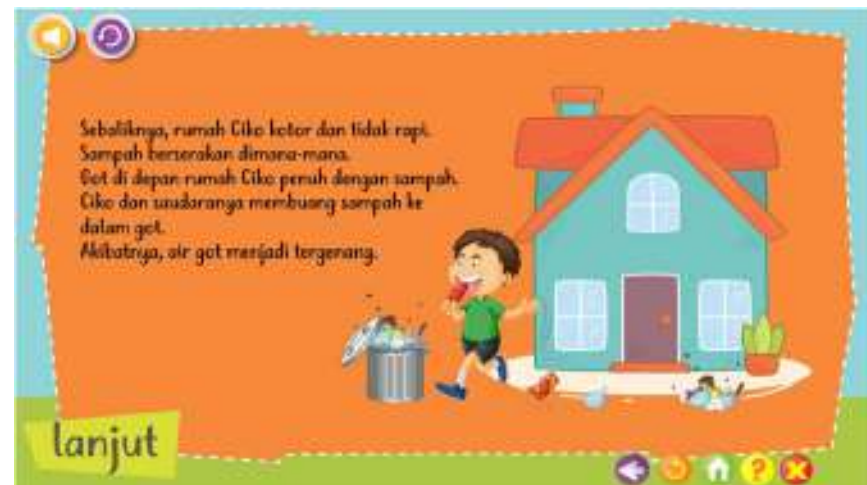 Sebaliknya, rumah Ciko kotor dan tidak rapi.
Sampah berserakan dimana-mana.
Got di depan rumah Ciko penuh dengan sampah.
Ciko dan saudaranya membuang sampah ke
dalam got.
Akibatnya, air got menjadi tergenang.
lanjut
?